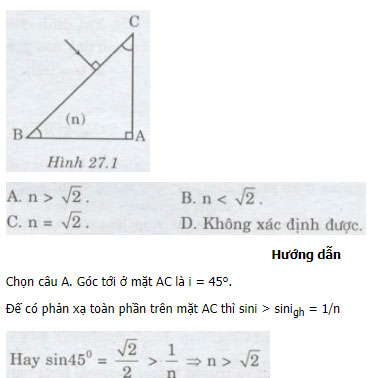 C
(n)
B A
Hình 27.1
A. n > √2. B. n < √2.
C. n = √2. D. Không xác định được.
Hướng dẫn
Chọn câu A. Góc tới ở mặt AC là i = 45°.
Để có phản xạ toàn phần trên mặt AC thì sini > sinigh = 1/n
Hay sin45⁰ = √2/2 > 1/n ⇒ n > √2